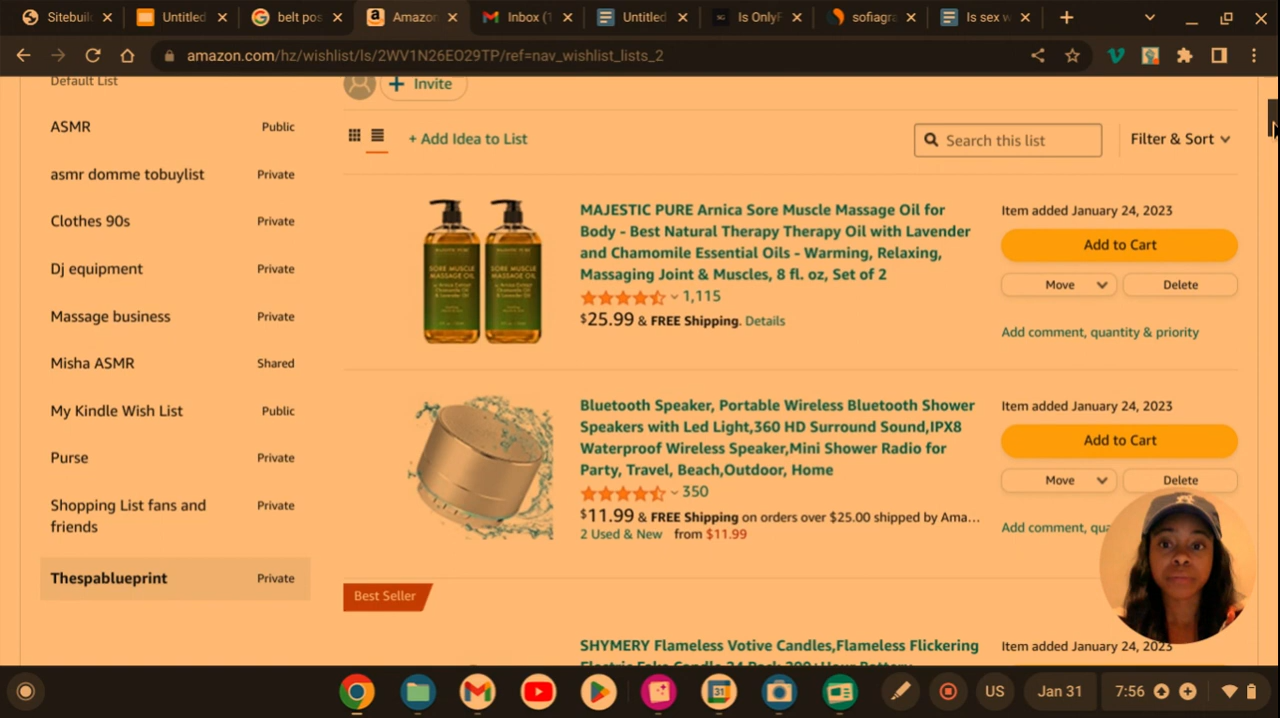 Sitebuil
Untitled
belt pos
Amazon
Inbox (1
Untitled
Is OnlyF
sofiagra
Is sex w
amazon.com/hz/wishlist/ls/2WV1N26EO29TP/ref=nav_wishlist_lists_2
Default List
ASMR Public
asmr domme tobuylist Private
Clothes 90s Private
Dj equipment Private
Massage business Private
Misha ASMR Shared
My Kindle Wish List Public
Purse Private
Shopping List fans and
friends
Private
Thespablueprint Private
+ Invite
+ Add Idea to List
Search this list
Filter & Sort
MAJESTIC PURE Arnica Sore Muscle Massage Oil for
Body - Best Natural Therapy Therapy Oil with Lavender
and Chamomile Essential Oils - Warming, Relaxing,
Massaging Joint & Muscles, 8 fl. oz, Set of 2
1,115
$25.99 & FREE Shipping. Details
Item added January 24, 2023
Add to Cart
Move
Delete
Add comment, quantity & priority
SORE MUSCLE
MASSAGE OIL
SORE MUSCLE
MASSAGE OIL
Bluetooth Speaker, Portable Wireless Bluetooth Shower
Speakers with Led Light,360 HD Surround Sound,IPX8
Waterproof Wireless Speaker,Mini Shower Radio for
Party, Travel, Beach,Outdoor, Home
350
$11.99 & FREE Shipping on orders over $25.00 shipped by Ama...
2 Used & New from $11.99
Item added January 24, 2023
Add to Cart
Move
Delete
Add comment, qua
Best Seller
SHYMERY Flameless Votive Candles,Flameless Flickering
Electric Fake Candle,24 Pack 200+Hour Battery
Item added January 24, 2023
US
Jan 31
7:56